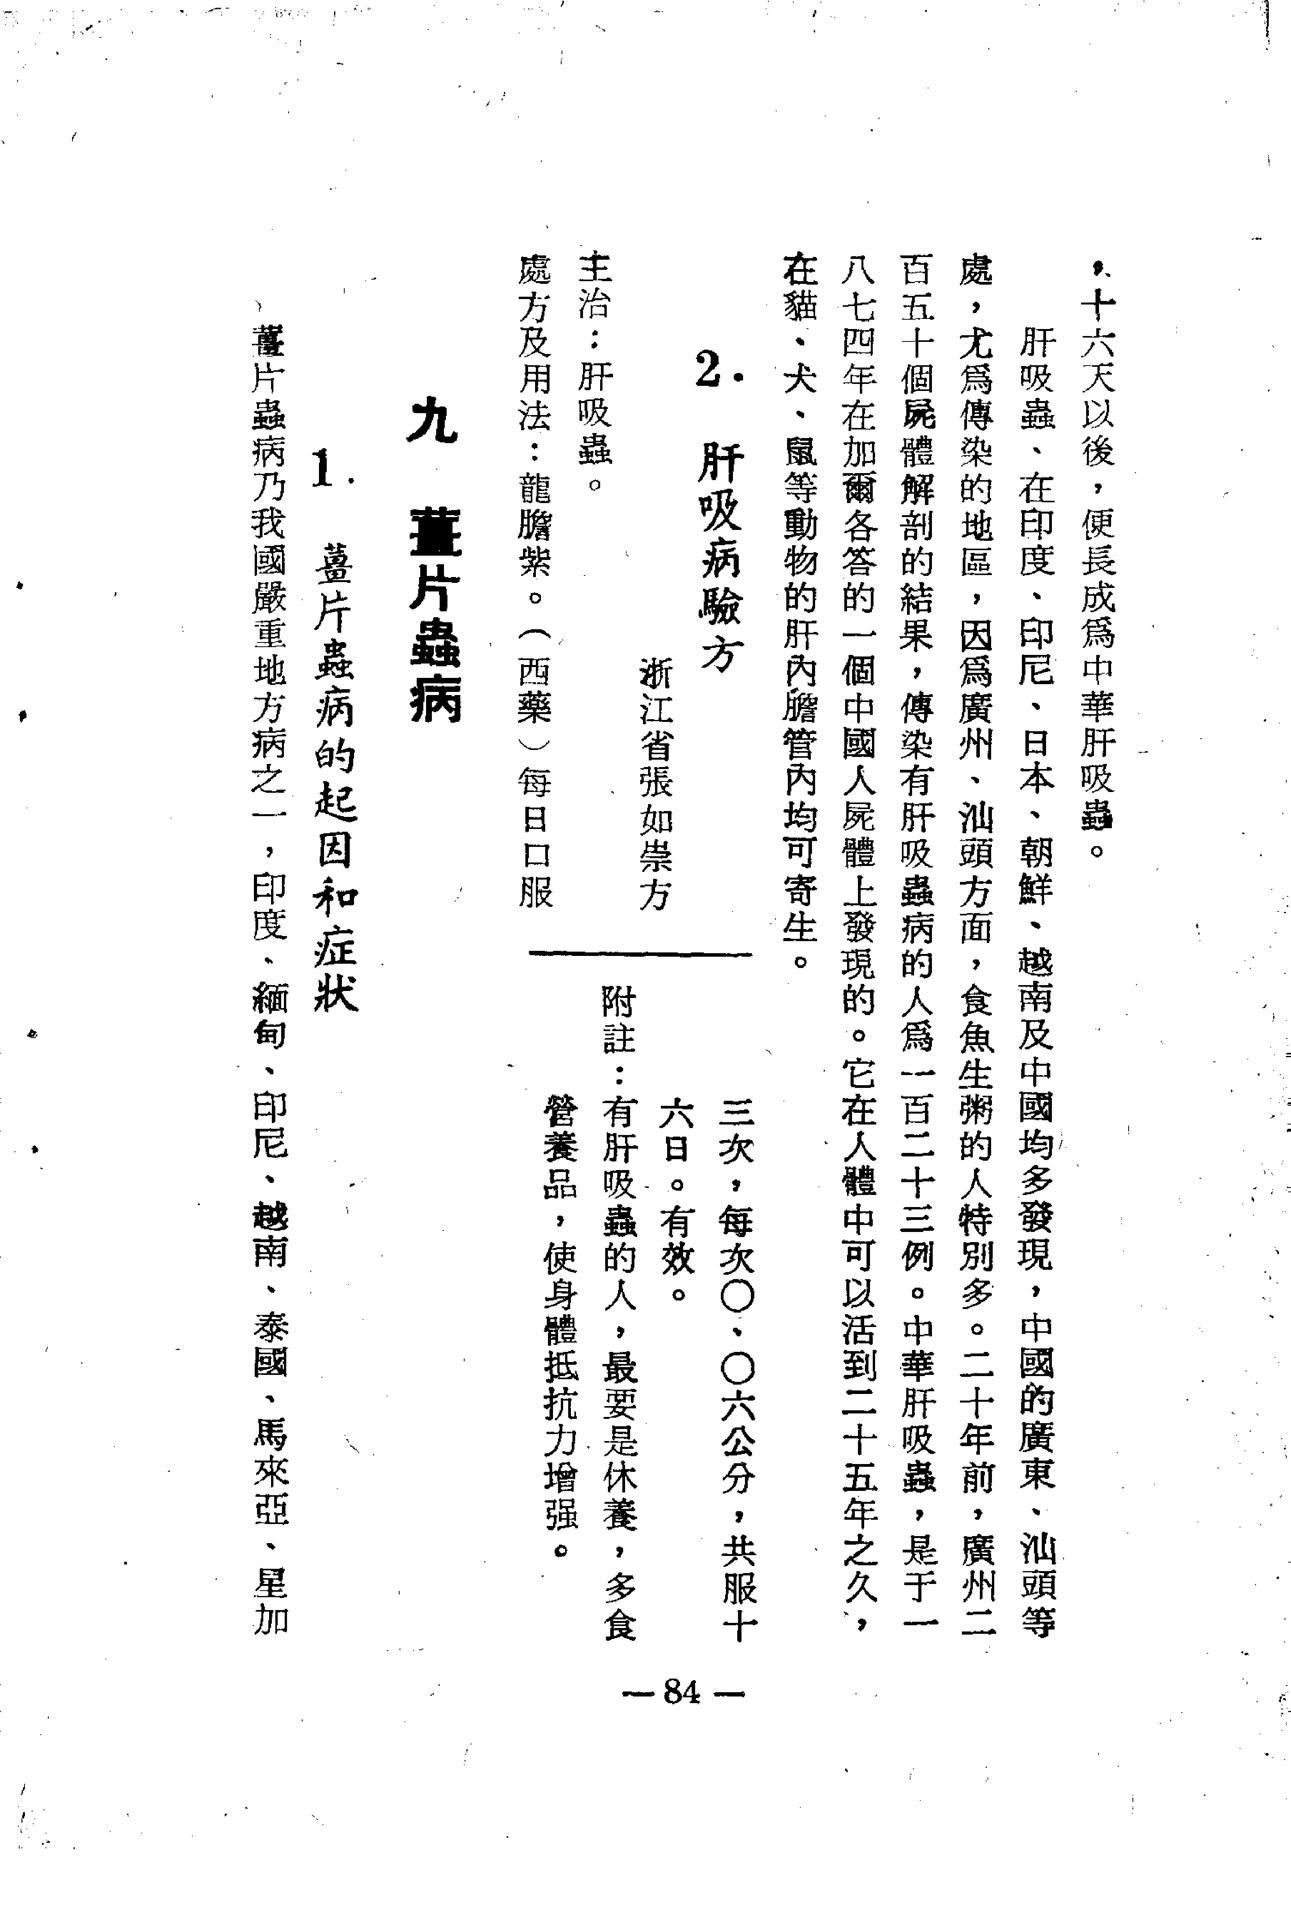 ，十六天以後，便長成爲中華肝吸蟲。
肝吸蟲、在印度、印尼、日本、朝鮮、越南及中國均多發現，中國的廣東、汕頭等
處，尤爲傳染的地區，因爲廣州、汕頭方面，食魚生粥的人特別多。二十年前，廣州二
百五十個屍體解剖的結果，傳染有肝吸蟲病的人爲一百二十三例。中華肝吸蟲，是于一
八七四年在加爾各答的一個中國人屍體上發現的。它在人體中可以活到二十五年之久，
在貓、犬、鼠等動物的肝內膽管內均可寄生。
2. 肝吸病驗方
浙江省張如崇方
主治：肝吸蟲。
處方及用法：龍膽紫。（西藥）每日口服
三次，每次〇、〇六公分，共服十
六日。有效。
附註：有肝吸蟲的人，最要是休養，多食
營養品，使身體抵抗力增强。
九 薑片蟲病
1. 薑片蟲病的起因和症狀
薑片蟲病乃我國嚴重地方病之一，印度、緬甸、印尼、越南、泰國、馬來亞、星加
— 84 —